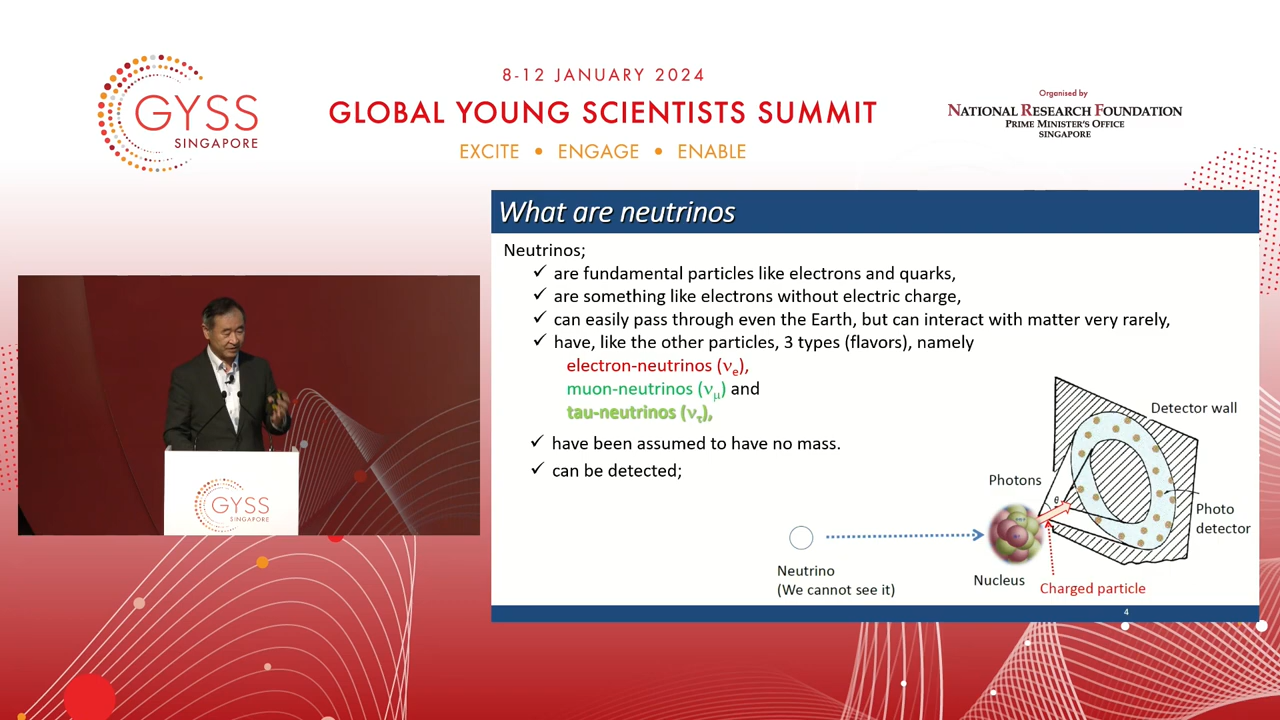 GYSS
SINGAPORE
8-12 JANUARY 2024
GLOBAL YOUNG SCIENTISTS SUMMIT
EXCITE • ENGAGE • ENABLE
Organised by
NATIONAL RESEARCH FOUNDATION
PRIME MINISTER'S OFFICE
SINGAPORE
What are neutrinos
Neutrinos;
✓ are fundamental particles like electrons and quarks,
✓ are something like electrons without electric charge,
✓ can easily pass through even the Earth, but can interact with matter very rarely,
✓ have, like the other particles, 3 types (flavors), namely
electron-neutrinos (νe),
muon-neutrinos (νμ) and
tau-neutrinos (ντ),
✓ have been assumed to have no mass.
✓ can be detected;
Detector wall
Photons
θ
Photo
detector
Neutrino
(We cannot see it)
Nucleus
Charged particle
4
GYSS
SINGAPORE